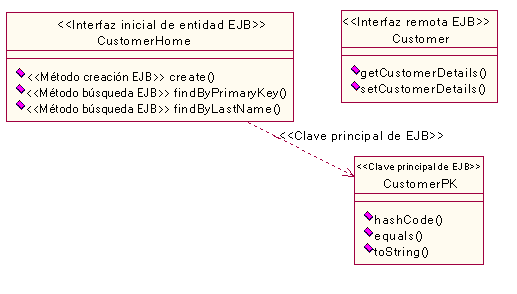 <<Interfaz inicial de entidad EJB>>
CustomerHome
<<Método creación EJB>> create()
<<Método búsqueda EJB>> findByPrimaryKey()
<<Método búsqueda EJB>> findByLastName()
<<Interfaz remota EJB>>
Customer
getCustomerDetails()
setCustomerDetails()
<<Clave principal de EJB>>
<<Clave principal de EJB>>
CustomerPK
hashCode()
equals()
toString()